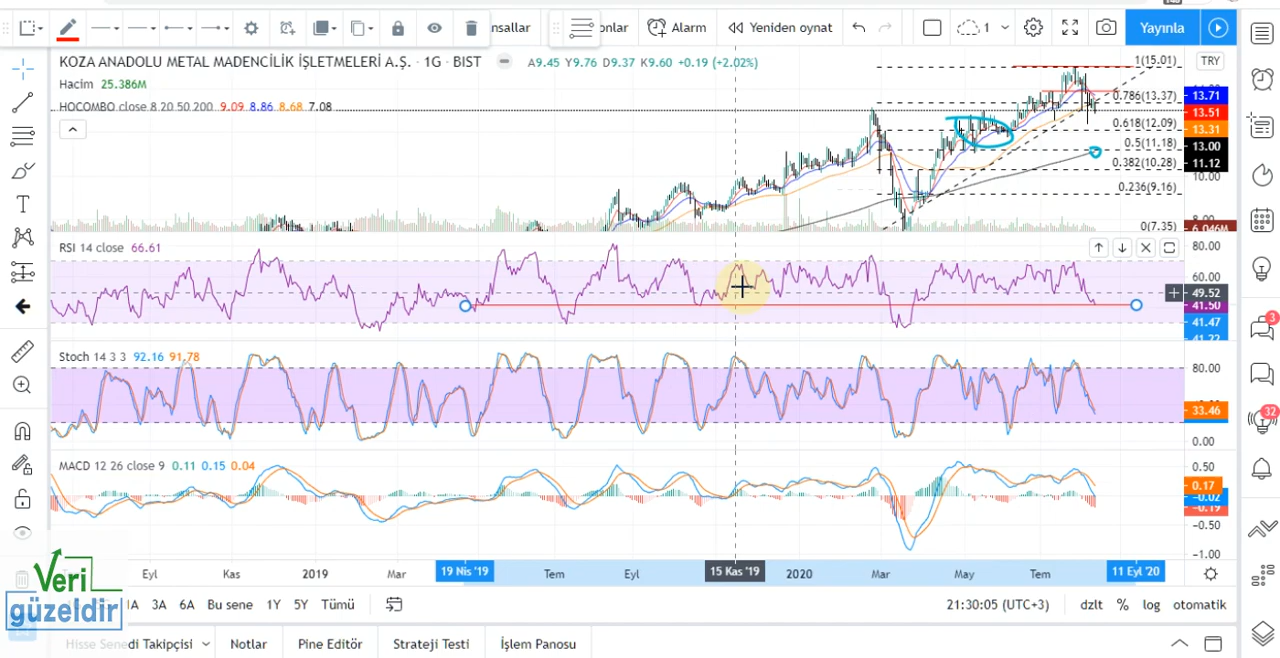 nsallar
onlar
Alarm
Yeniden oynat
1
Yayınla
KOZA ANADOLU METAL MADENCİLİK İŞLETMELERİ A.Ş. · 1G · BIST
A9.45 Y9.76 D9.37 K9.60 +0.19 (+2.02%)
TRY
Hacim 25.386M
HOCOMBO close 8 20 50 200 9.09 8.86 8.68 7.08
1(15.01)
0.786(13.37)
0.618(12.09)
0.5(11.18)
0.382(10.28)
0.236(9.16)
0(7.35)
13.71
13.51
13.31
13.00
11.12
10.00
8.00
6.046M
RSI 14 close 66.61
80.00
60.00
49.52
41.50
41.47
41.22
Stoch 14 3 3 92.16 91.78
80.00
33.46
0.00
MACD 12 26 close 9 0.11 0.15 0.04
0.50
0.17
-0.02
-0.19
-0.50
-1.00
Eyl
Kas
2019
Mar
19 Nis '19
Tem
Eyl
15 Kas '19
2020
Mar
May
Tem
11 Eyl '20
1A 3A 6A Bu sene 1Y 5Y Tümü
21:30:05 (UTC+3)
dzlt % log otomatik
Hisse Senedi Takipçisi
Notlar
Pine Editör
Strateji Testi
İşlem Panosu
3
32
Veri
güzeldir